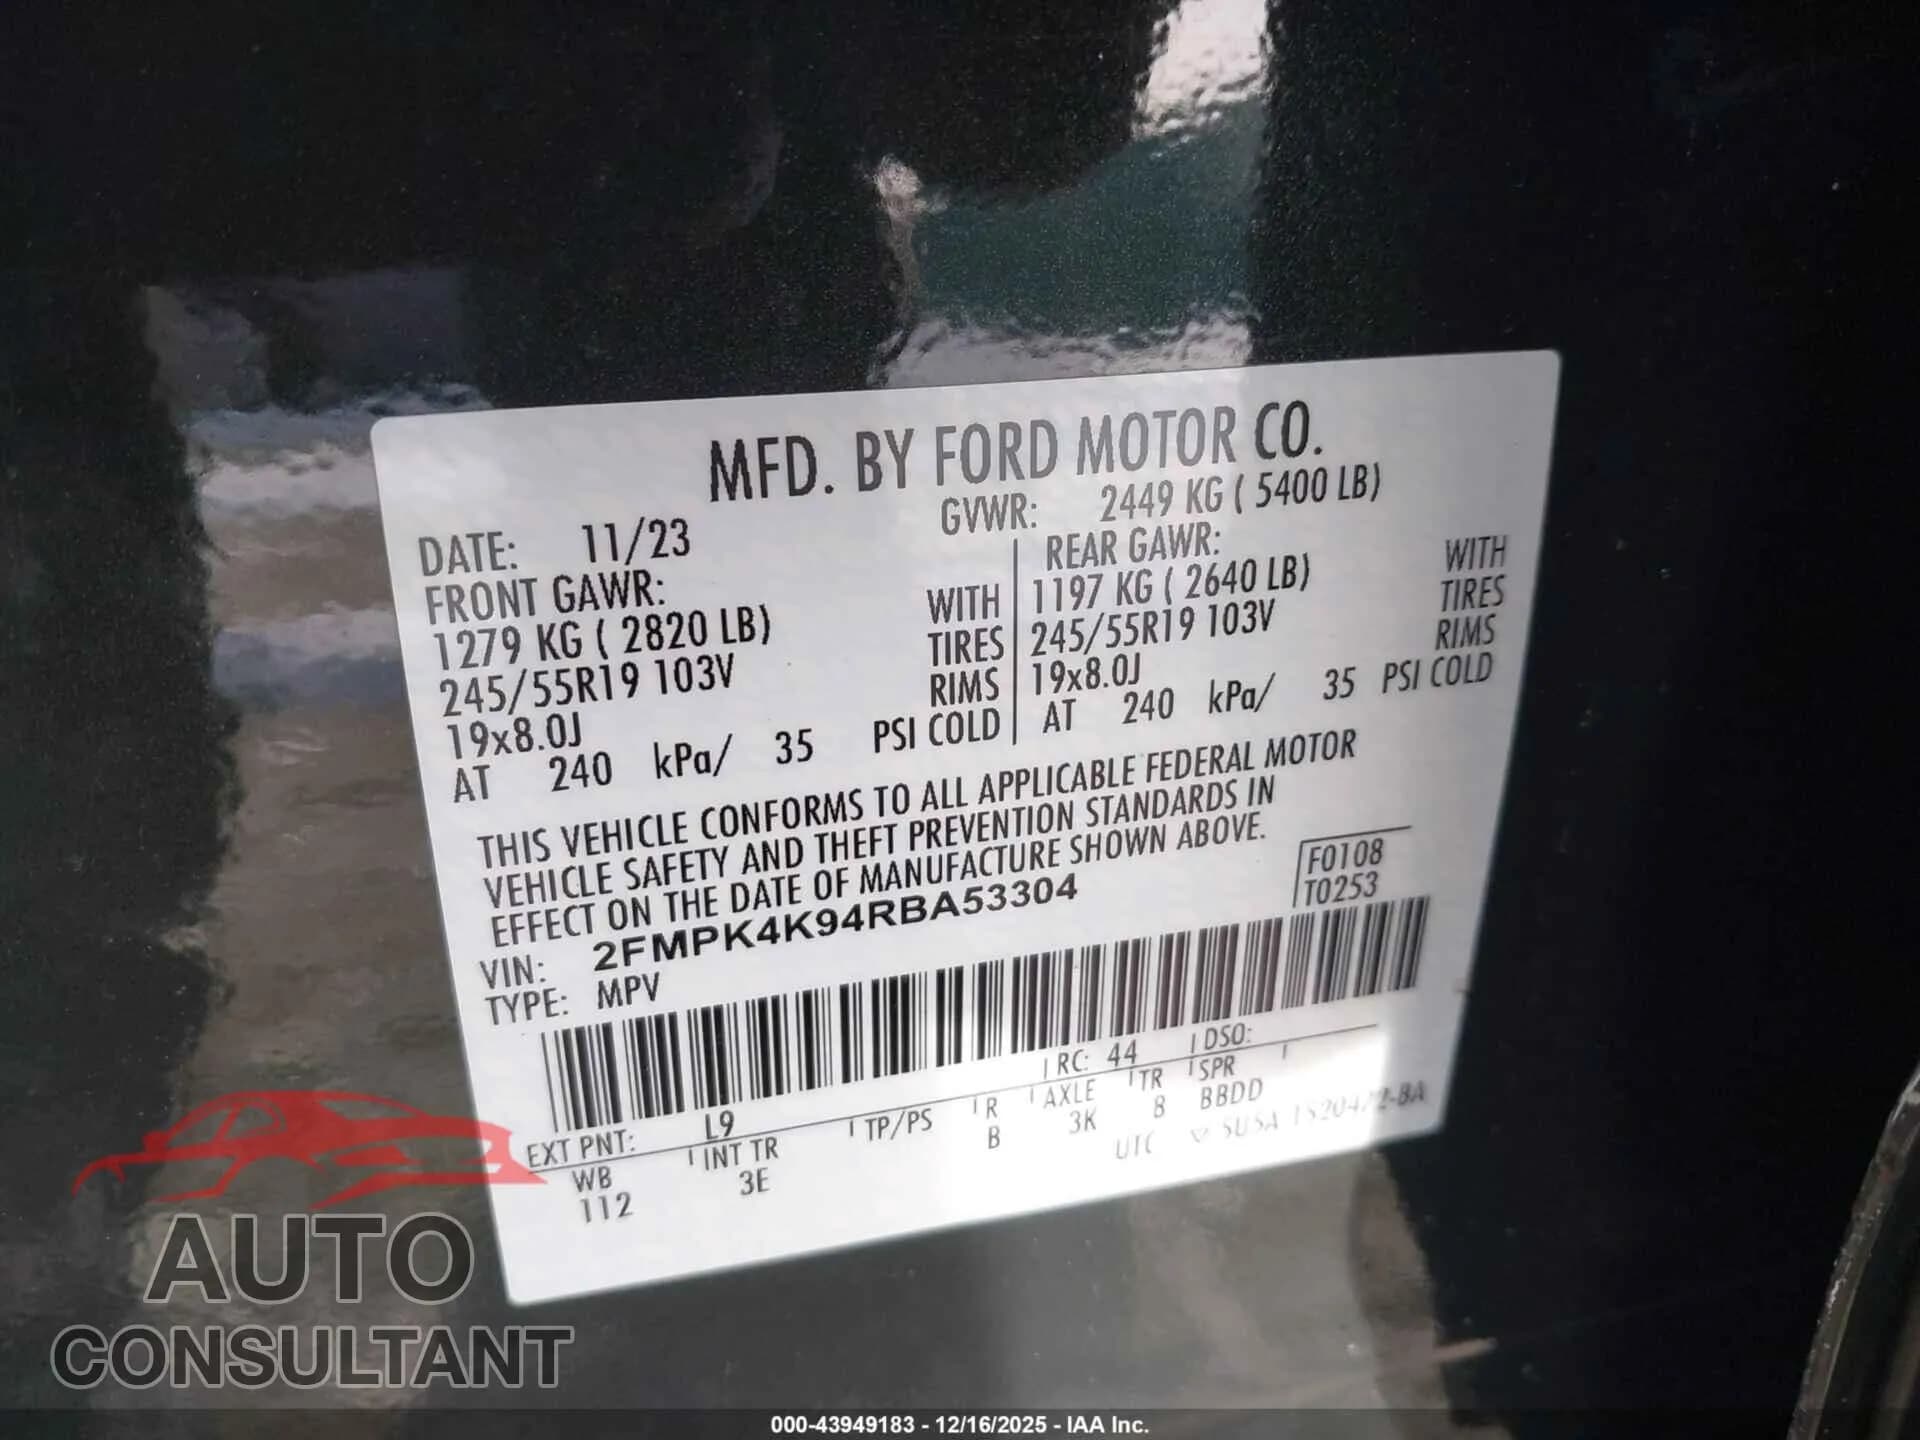 MFD. BY FORD MOTOR CO.
DATE: 11/23 GVWR: 2449 KG ( 5400 LB)
FRONT GAWR: REAR GAWR:
1279 KG ( 2820 LB) WITH 1197 KG ( 2640 LB) WITH
245/55R19 103V TIRES 245/55R19 103V TIRES
19x8.0J RIMS 19x8.0J RIMS
AT 240 kPa/ 35 PSI COLD AT 240 kPa/ 35 PSI COLD
THIS VEHICLE CONFORMS TO ALL APPLICABLE FEDERAL MOTOR
VEHICLE SAFETY AND THEFT PREVENTION STANDARDS IN
EFFECT ON THE DATE OF MANUFACTURE SHOWN ABOVE.
F0108
T0253
VIN: 2FMPK4K94RBA53304
TYPE: MPV
EXT PNT: L9 RC: 44 DSO:
WB INT TR TP/PS R AXLE TR SPR
112 3E B 3K 8 BBDD
UTC
AUTO
CONSULTANT
000-43949183 - 12/16/2025 - IAA Inc.